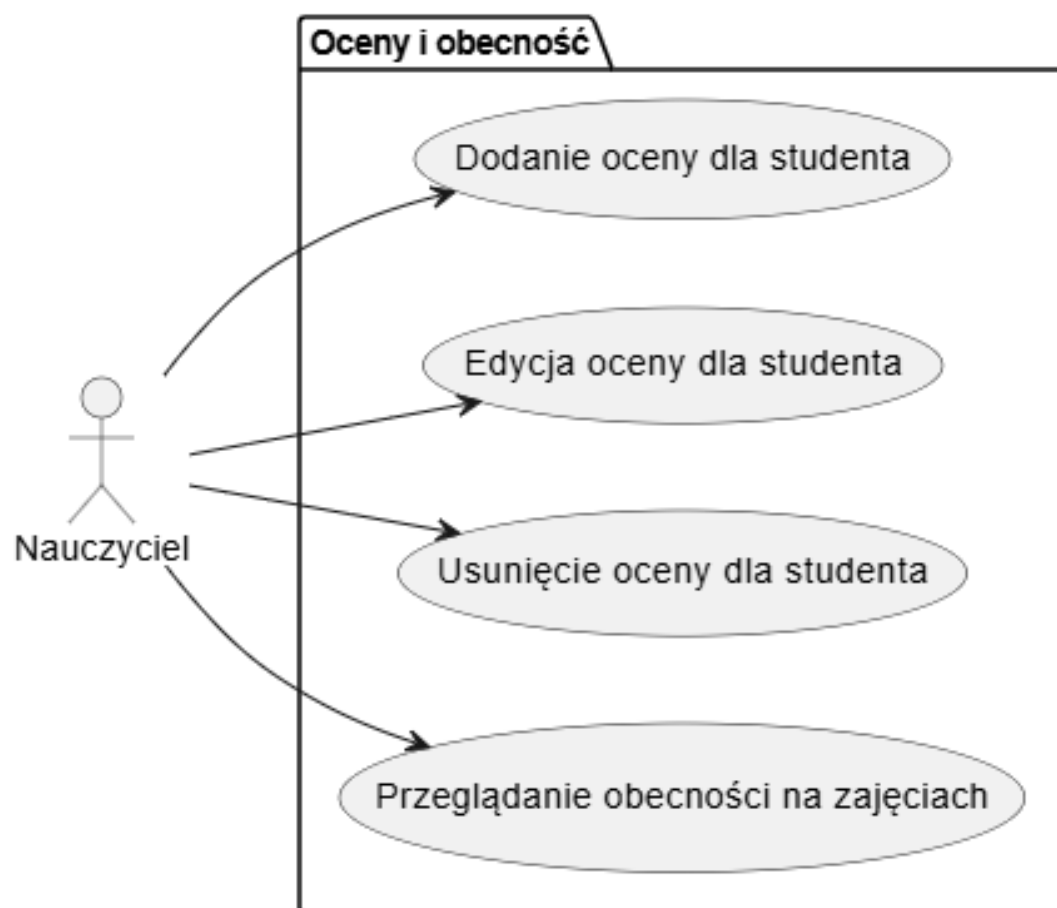 Oceny i obecność
Dodanie oceny dla studenta
Edycja oceny dla studenta
Nauczyciel
Usunięcie oceny dla studenta
Przeglądanie obecności na zajęciach